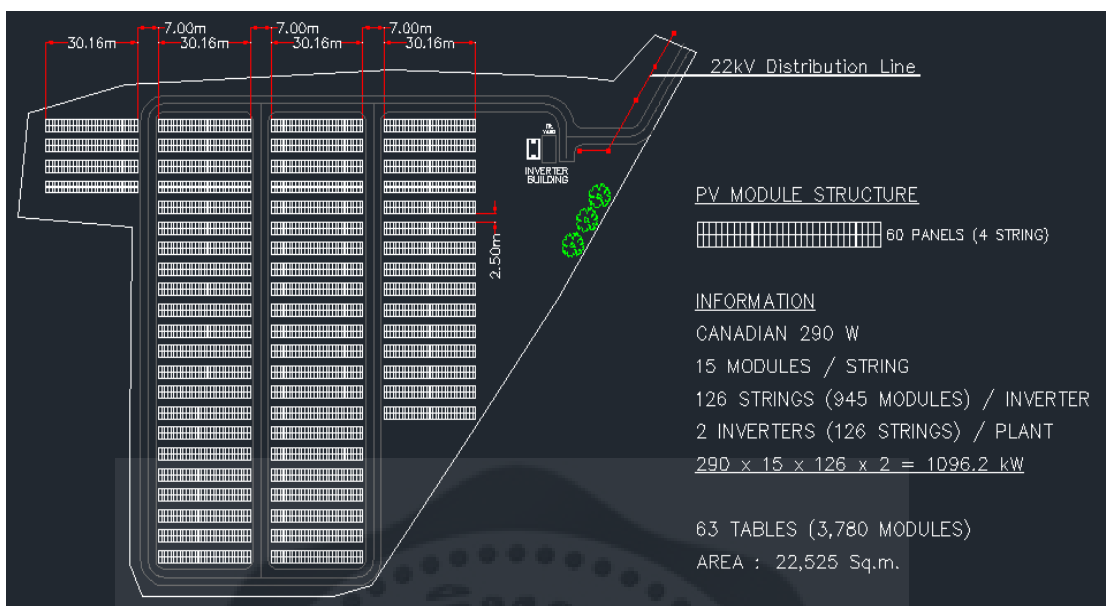 7.00m 7.00m 7.00m
30.16m 30.16m 30.16m 30.16m
22kV Distribution Line
INVERTER
BUILDING
2.50m
PV MODULE STRUCTURE
60 PANELS (4 STRING)
INFORMATION
CANADIAN 290 W
15 MODULES / STRING
126 STRINGS (945 MODULES) / INVERTER
2 INVERTERS (126 STRINGS) / PLANT
290 x 15 x 126 x 2 = 1096.2 kW
63 TABLES (3,780 MODULES)
AREA : 22,525 Sq.m.